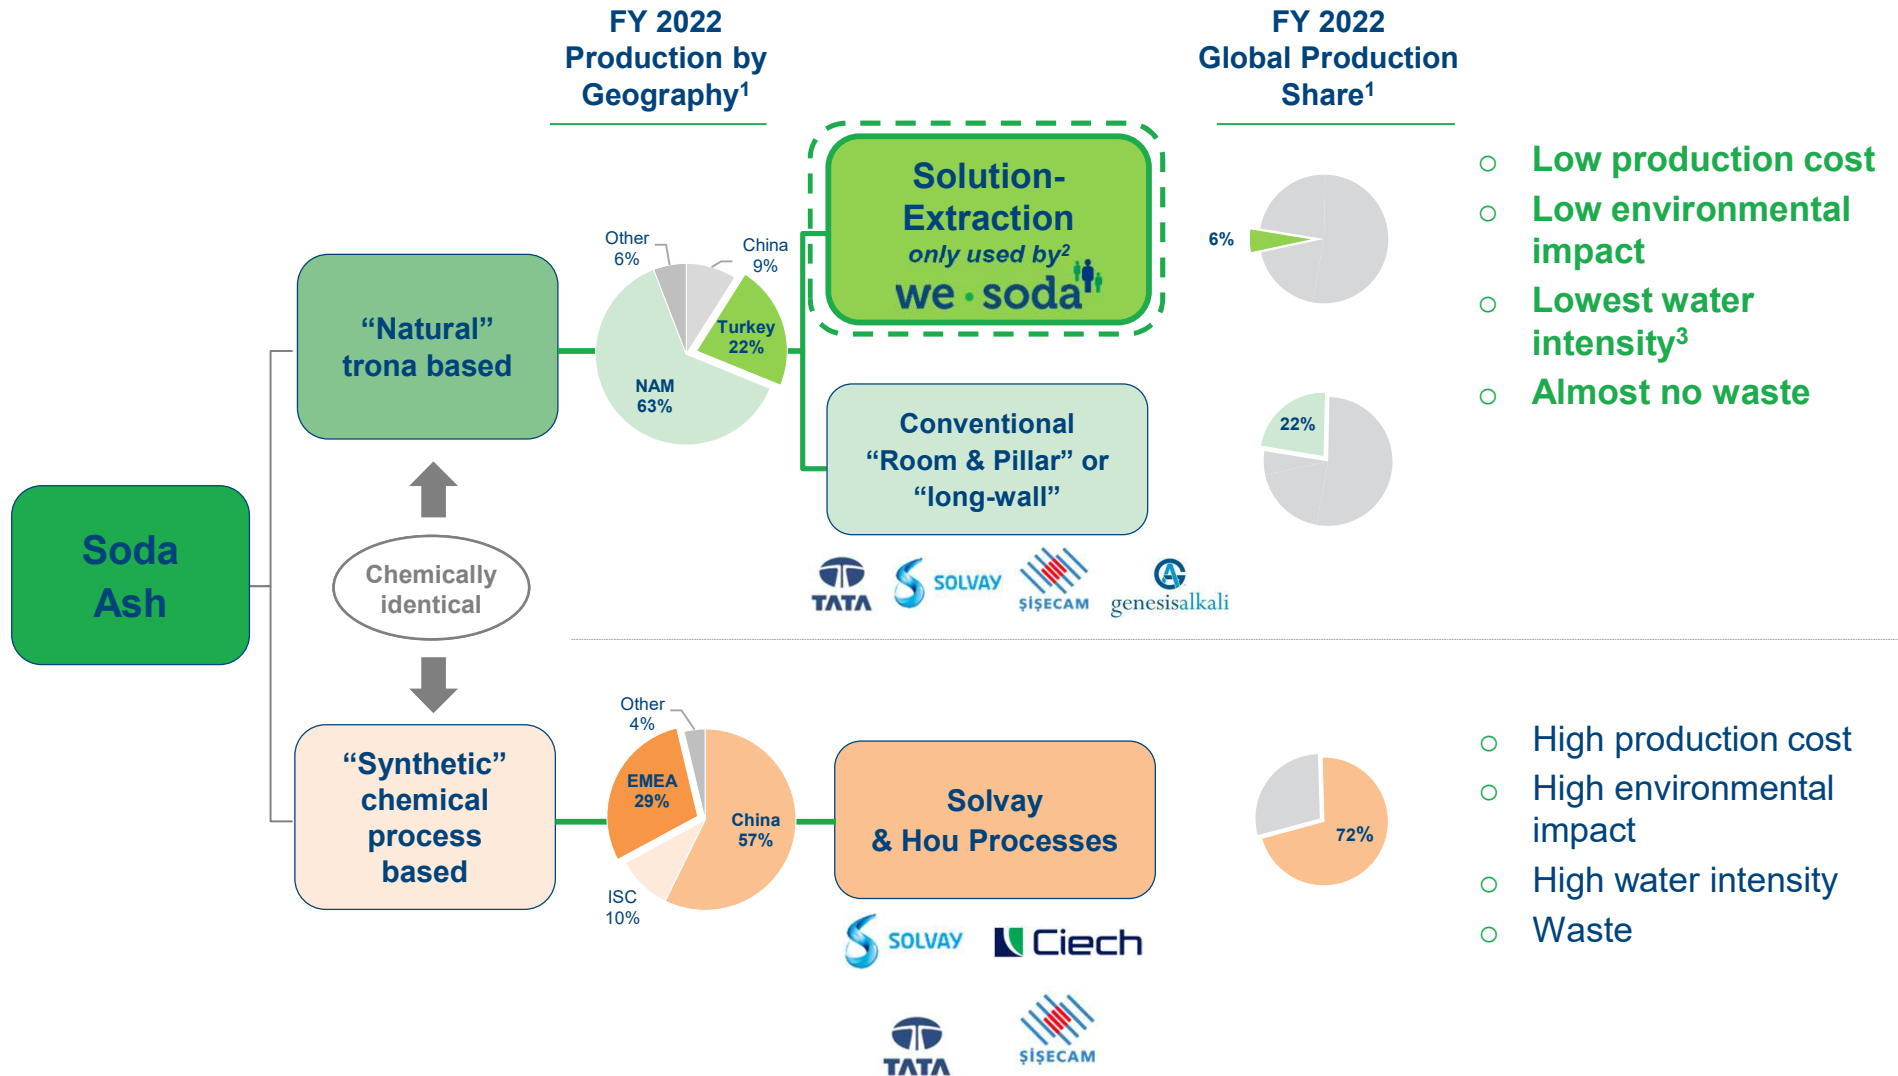 FY 2022
Production by
Geography1
FY 2022
Global Production
Share1
Soda
Ash
“Natural”
trona based
Chemically
identical
“Synthetic”
chemical
process
based
Other
6%
China
9%
Turkey
22%
NAM
63%
Solution-
Extraction
only used by2
we·soda
6%
Low production cost
Low environmental
impact
Lowest water
intensity3
Almost no waste
Conventional
“Room & Pillar” or
“long-wall”
22%
TATA
SOLVAY
ŞİŞECAM
GA
genesisalkali
Other
4%
EMEA
29%
China
57%
ISC
10%
Solvay
& Hou Processes
72%
High production cost
High environmental
impact
High water intensity
Waste
SOLVAY
Ciech
TATA
ŞİŞECAM